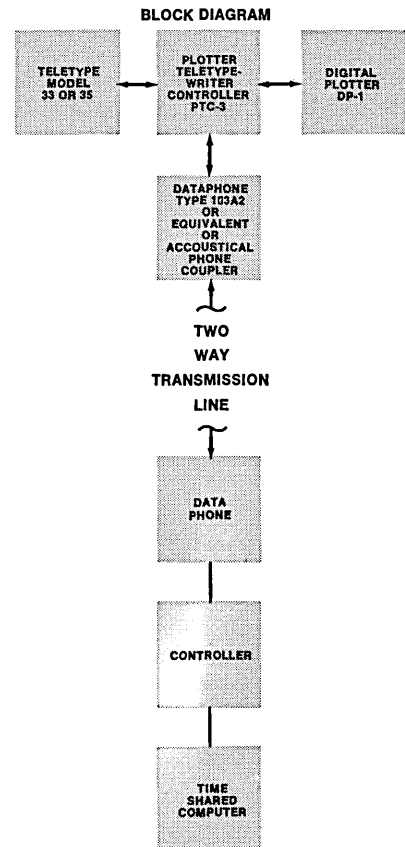 BLOCK DIAGRAM
TELETYPE
MODEL
33 OR 35
PLOTTER
TELETYPE-
WRITER
CONTROLLER
PTC-3
DIGITAL
PLOTTER
DP-1
DATAPHONE
TYPE 103A2
OR
EQUIVALENT
OR
ACCOUSTICAL
PHONE
COUPLER
TWO
WAY
TRANSMISSION
LINE
DATA
PHONE
CONTROLLER
TIME
SHARED
COMPUTER